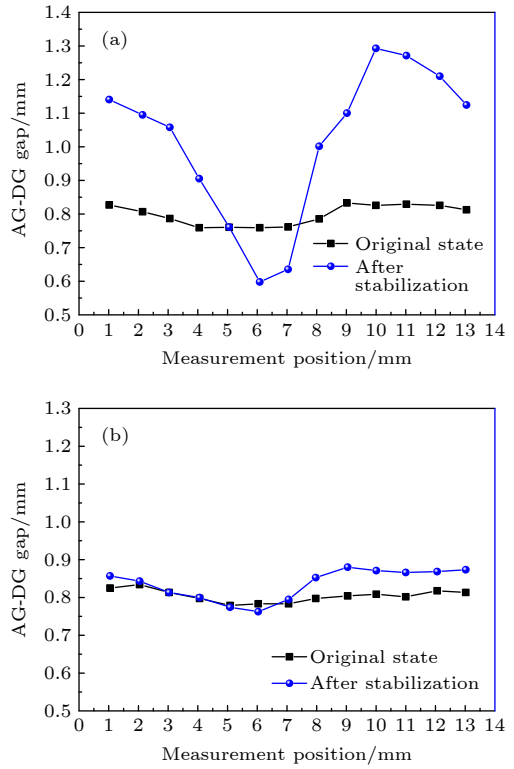 1.4
(a)
1.3
1.2
1.1
1.0
0.9
0.8
0.7
0.6
0.5
AG-DG gap/mm
Original state
After
stabilization
0 1 2 3 4 5 6 7 8 9 10 11 12 13 14
Measurement position/mm
1.3
(b)
1.2
1.1
1.0
0.9
0.8
0.7
0.6
0.5
AG-DG gap/mm
Original state
After stabilization
0 1 2 3 4 5 6 7 8 9 10 11 12 13 14
Measurement position/mm